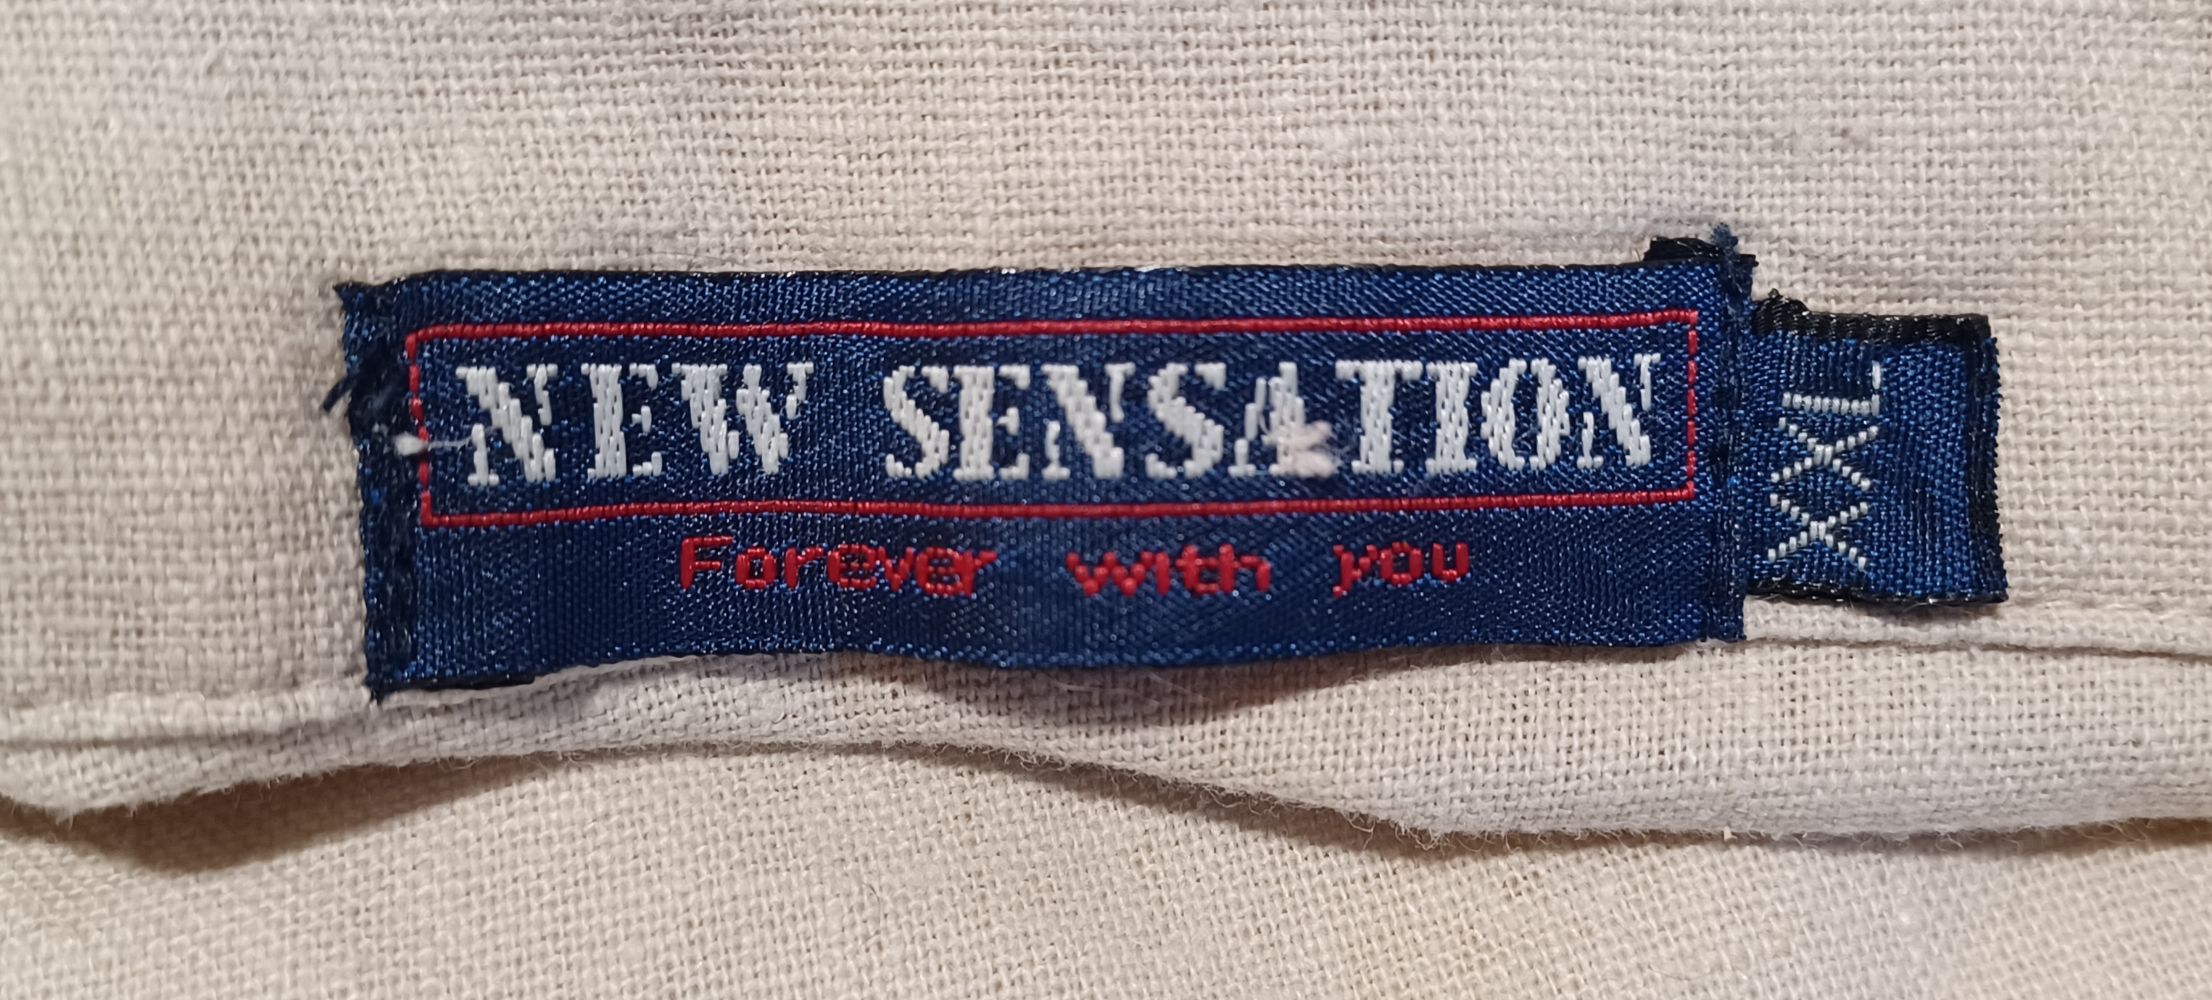 NEW SENSATION
Forever with you
XXL